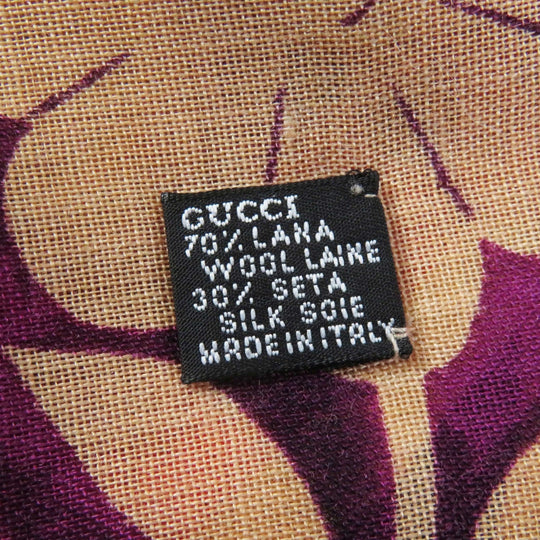 GUCCI
70% LANA
WOOL LAINE
30% SETA
SILK SOIE
MADE IN ITALY